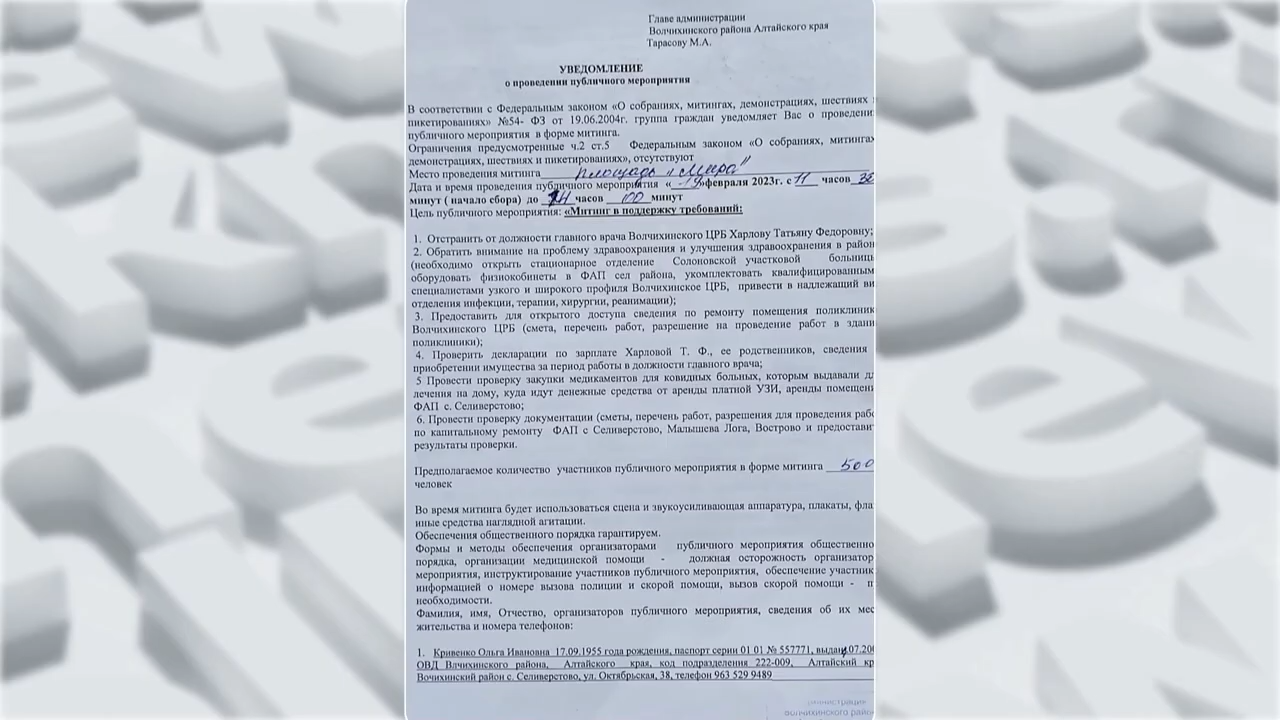 Главе администрации
Волчихинского района Алтайского края
Тарасову М.А.
УВЕДОМЛЕНИЕ
о проведении публичного мероприятия
В соответствии с Федеральным законом «О собраниях, митингах, демонстрациях, шествиях
пикетированиях» №54- ФЗ от 19.06.2004г. группа граждан уведомляет Вас о проведени
публичного мероприятия в форме митинга.
Ограничения предусмотренные ч.2 ст.5 Федеральным законом «О собраниях, митингах
демонстрациях, шествиях и пикетированиях», отсутствуют
Место проведения митинга площадь „Мира"
Дата и время проведения публичного мероприятия « 19»февраля 2023г. с 11 часов 30
минут ( начало сбора) до 14 часов 00 минут
Цель публичного мероприятия: «Митинг в поддержку требований:
1. Отстранить от должности главного врача Волчихинского ЦРБ Харлову Татьяну Федоровну;
2. Обратить внимание на проблему здравоохранения и улучшения здравоохранения в район
(необходимо открыть стационарное отделение Солоновской участковой больницы
оборудовать физиокобинеты в ФАП сел района, укомплектовать квалифицированным
специалистами узкого и широкого профиля Волчихинское ЦРБ, привести в надлежащий ви
отделения инфекции, терапии, хирургии, реанимации);
3. Предоставить для открытого доступа сведения по ремонту помещения поликлиник
Волчихинского ЦРБ (смета, перечень работ, разрешение на проведение работ в здани
поликлиники);
4. Проверить декларации по зарплате Харловой Т. Ф., ее родственников, сведения
приобретении имущества за период работы в должности главного врача;
5 Провести проверку закупки медикаментов для ковидных больных, которым выдавали дл
лечения на дому, куда идут денежные средства от аренды платной УЗИ, аренды помещени
ФАП с. Селиверстово;
6. Провести проверку документации (сметы, перечень работ, разрешения для проведения рабо
по капитальному ремонту ФАП с Селиверстово, Малышева Лога, Вострово и предоставит
результаты проверки.
Предполагаемое количество участников публичного мероприятия в форме митинга 500
человек
Во время митинга будет использоваться сцена и звукоусиливающая аппаратура, плакаты, фла
иные средства наглядной агитации.
Обеспечения общественного порядка гарантируем.
Формы и методы обеспечения организаторами публичного мероприятия общественно
порядка, организации медицинской помощи - должная осторожность организатор
мероприятия, инструктирование участников публичного мероприятия, обеспечение участник
информацией о номере вызова полиции и скорой помощи, вызов скорой помощи - п
необходимости.
Фамилия, имя, Отчество, организаторов публичного мероприятия, сведения об их мес
жительства и номера телефонов:
1. Кривенко Ольга Ивановна 17.09.1955 года рождения, паспорт серии 01 01 № 557771, выдан 07.200
ОВД Влчихинского района, Алтайского края, код подразделения 222-009, Алтайский кр
Вочихинский район с. Селиверстово, ул. Октябрьская, 38, телефон 963 529 9489